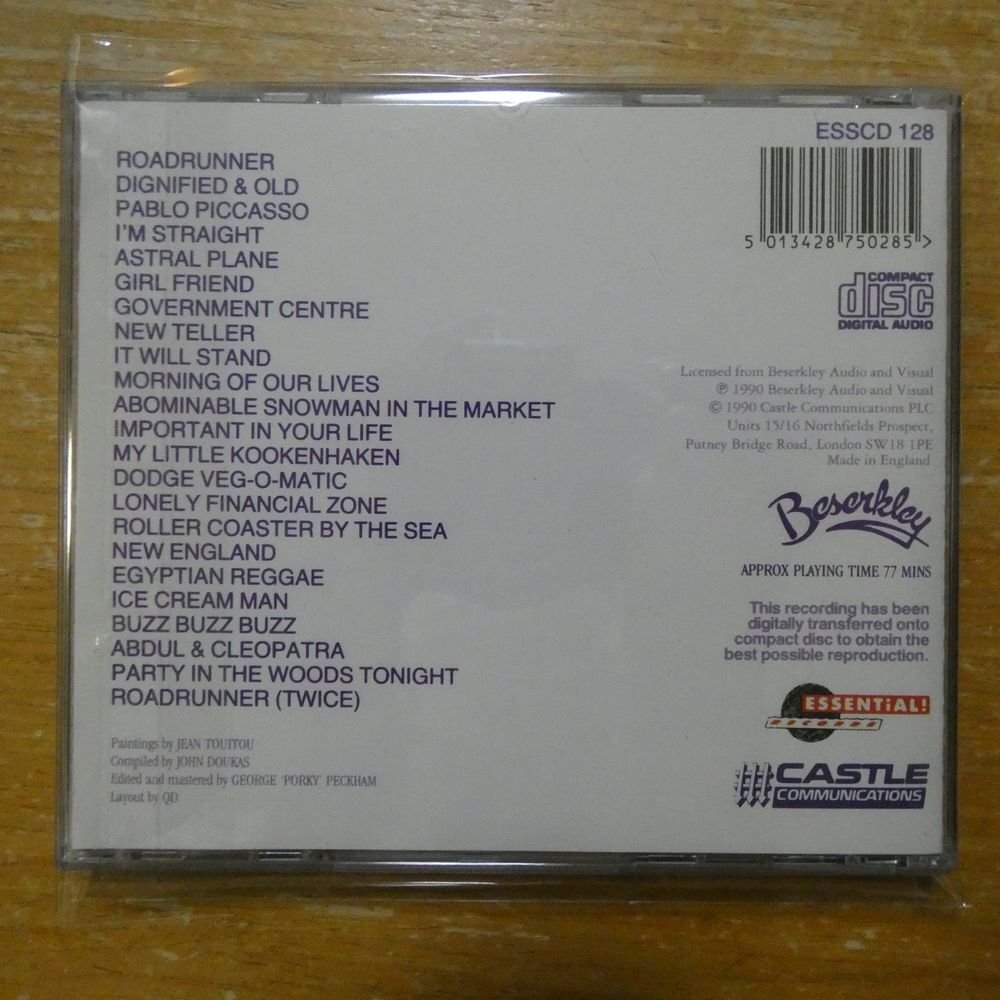 ROADRUNNER
DIGNIFIED & OLD
PABLO PICCASSO
I'M STRAIGHT
ASTRAL PLANE
GIRL FRIEND
GOVERNMENT CENTRE
NEW TELLER
IT WILL STAND
MORNING OF OUR LIVES
ABOMINABLE SNOWMAN IN THE MARKET
IMPORTANT IN YOUR LIFE
MY LITTLE KOOKENHAKEN
DODGE VEG-O-MATIC
LONELY FINANCIAL ZONE
ROLLER COASTER BY THE SEA
NEW ENGLAND
EGYPTIAN REGGAE
ICE CREAM MAN
BUZZ BUZZ BUZZ
ABDUL & CLEOPATRA
PARTY IN THE WOODS TONIGHT
ROADRUNNER (TWICE)
Paintings by JEAN TOUITOU
Compiled by JOHN DOUKAS
Edited and mastered by GEORGE 'PORKY' PECKHAM
Layout by QD
ESSCD 128
5 013428 750285 >
COMPACT
disc
DIGITAL AUDIO
Licensed from Beserkley Audio and Visual
℗ 1990 Beserkley Audio and Visual
© 1990 Castle Communications PLC
Units 15/16 Northfields Prospect,
Putney Bridge Road, London SW18 1PE
Made in England
Beserkley
APPROX PLAYING TIME 77 MINS
This recording has been
digitally transferred onto
compact disc to obtain the
best possible reproduction.
ESSENTiAL!
RECORDS
CASTLE
COMMUNICATIONS